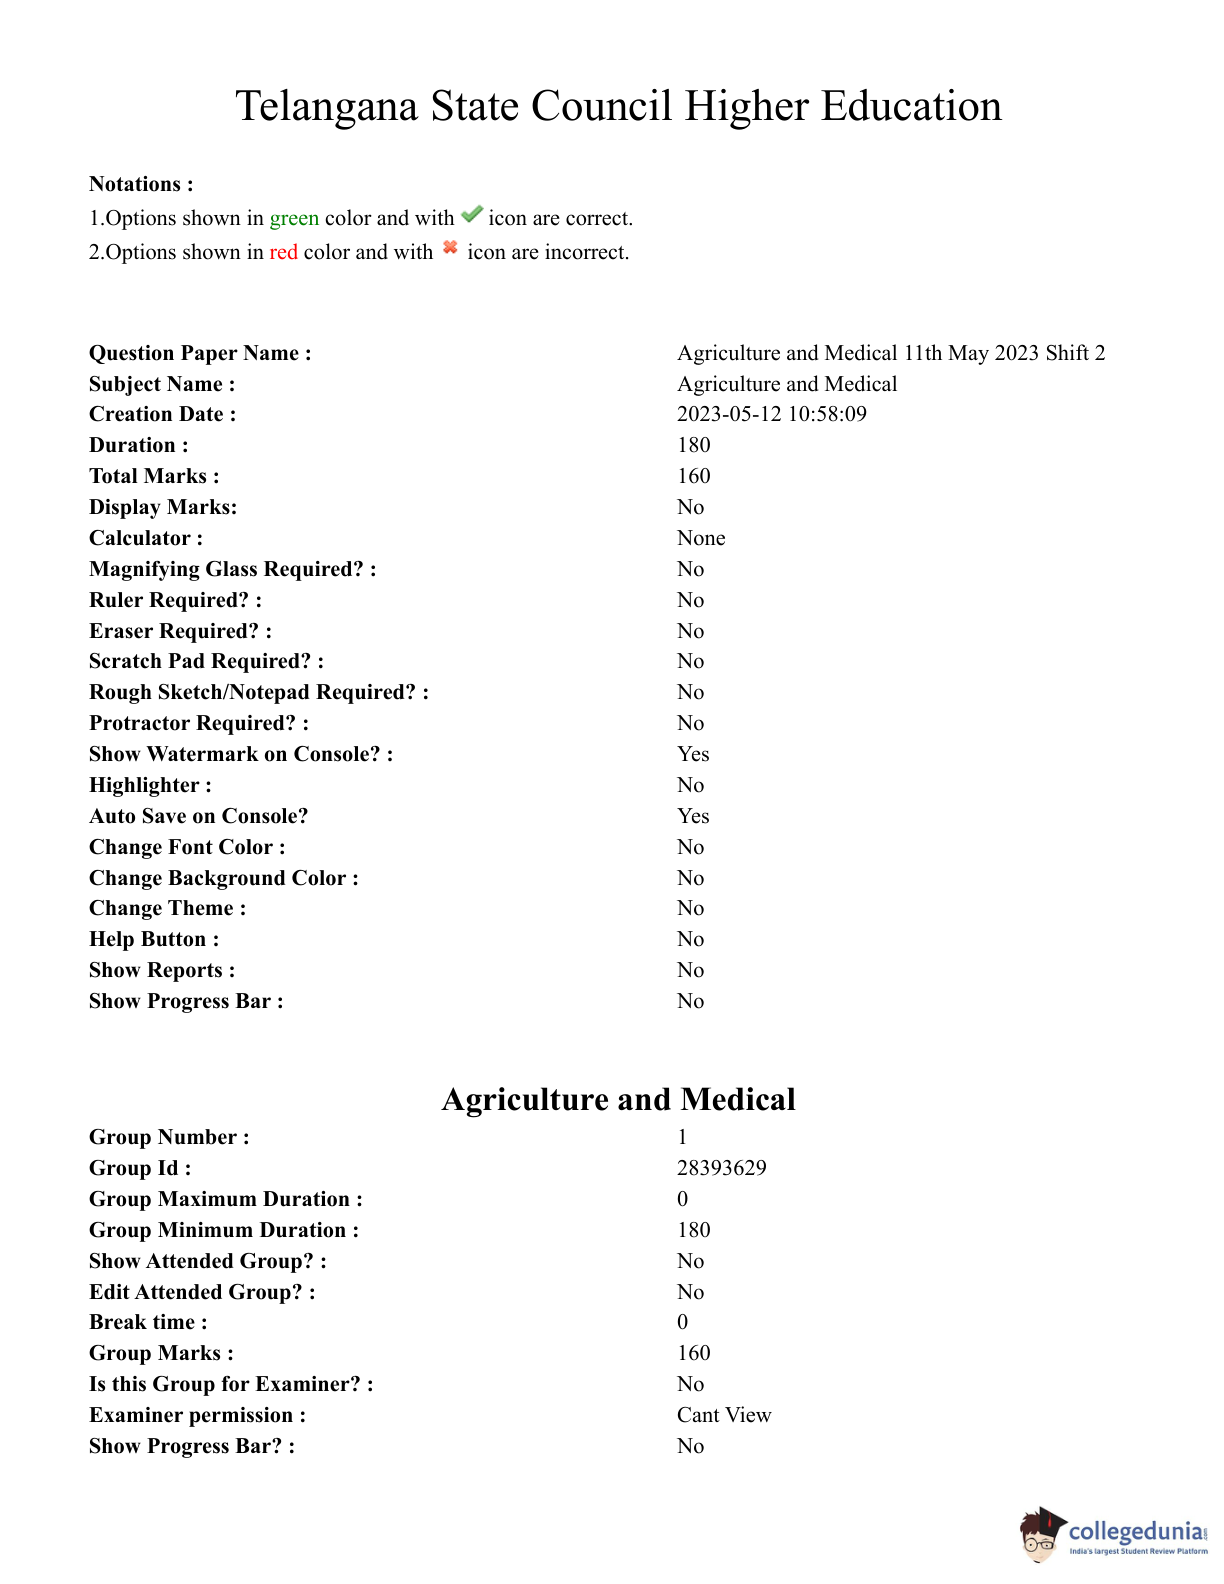 Telangana State Council Higher Education
Notations :
1.Options shown in green color and with icon are correct.
2.Options shown in red color and with icon are incorrect.
Question Paper Name : Agriculture and Medical 11th May 2023 Shift 2
Subject Name : Agriculture and Medical
Creation Date : 2023-05-12 10:58:09
Duration : 180
Total Marks : 160
Display Marks: No
Calculator : None
Magnifying Glass Required? : No
Ruler Required? : No
Eraser Required? : No
Scratch Pad Required? : No
Rough Sketch/Notepad Required? : No
Protractor Required? : No
Show Watermark on Console? : Yes
Highlighter : No
Auto Save on Console? Yes
Change Font Color : No
Change Background Color : No
Change Theme : No
Help Button : No
Show Reports : No
Show Progress Bar : No
Agriculture and Medical
Group Number : 1
Group Id : 28393629
Group Maximum Duration : 0
Group Minimum Duration : 180
Show Attended Group? : No
Edit Attended Group? : No
Break time : 0
Group Marks : 160
Is this Group for Examiner? : No
Examiner permission : Cant View
Show Progress Bar? : No
collegedunia.com
India's largest Student Review Platform